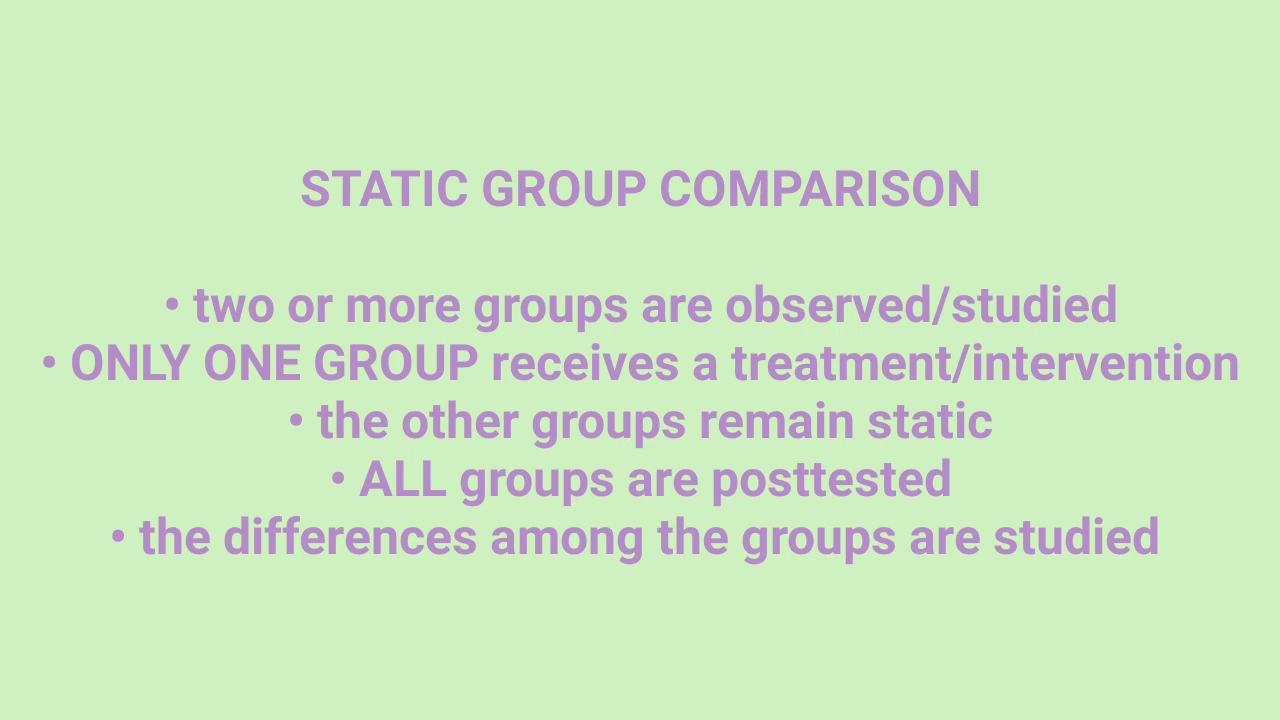 STATIC GROUP COMPARISON
• two or more groups are observed/studied
• ONLY ONE GROUP receives a treatment/intervention
• the other groups remain static
• ALL groups are posttested
• the differences among the groups are studied